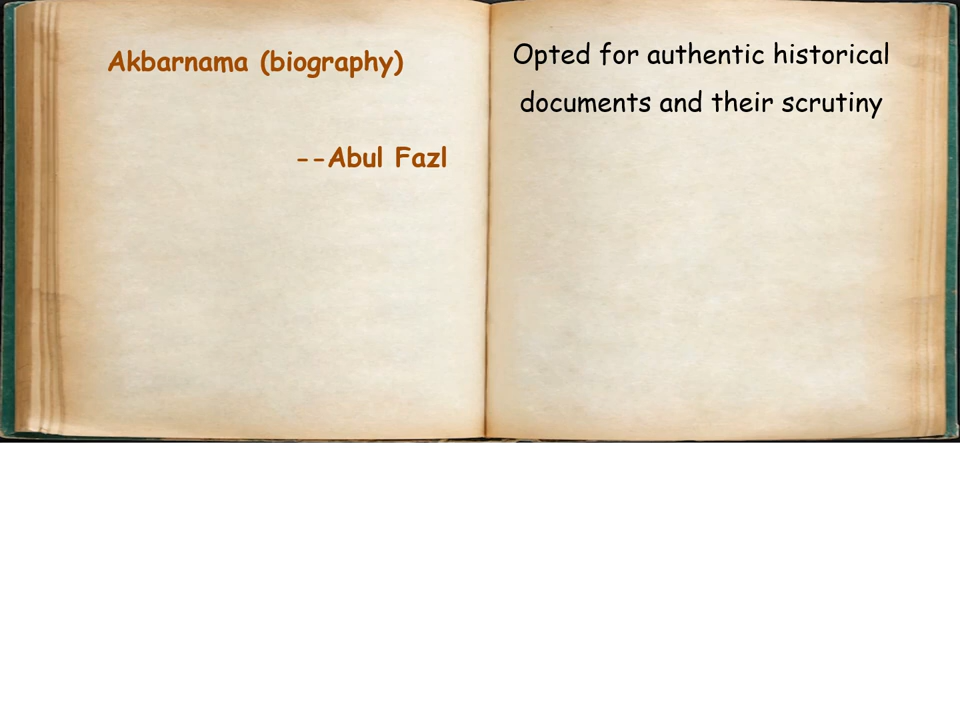 Akbarnama (biography)
--Abul Fazl
Opted for authentic historical
documents and their scrutiny